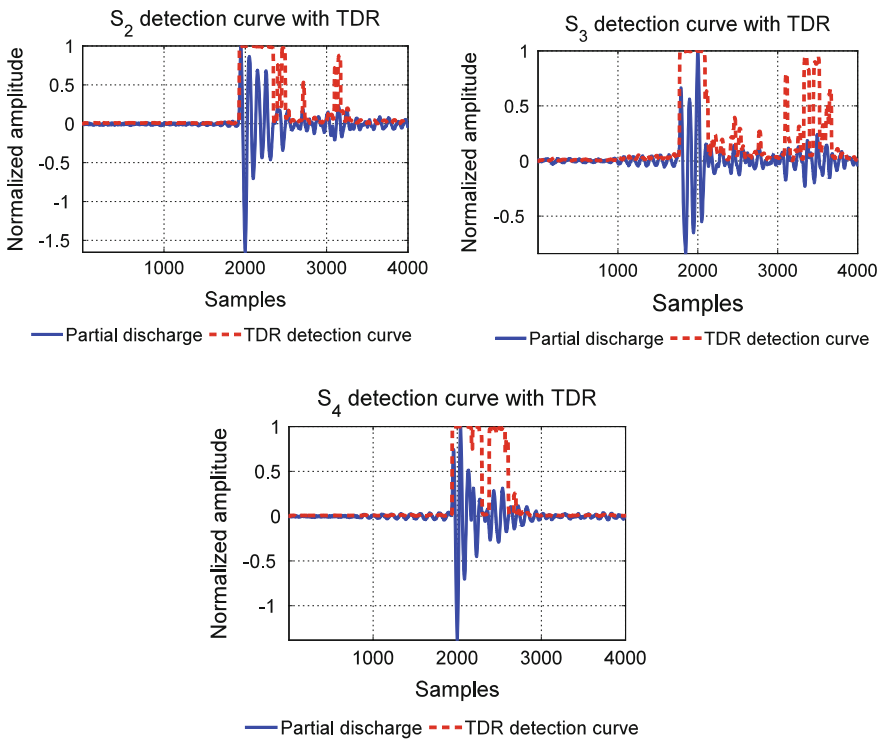 S₂ detection curve with TDR
Normalized amplitude
1
0.5
0
-0.5
-1
-1.5
1000 2000 3000 4000
Samples
Partial discharge TDR detection curve
S₃ detection curve with TDR
Normalized amplitude
1
0.5
0
-0.5
1000 2000 3000 4000
Samples
Partial discharge TDR detection curve
S₄ detection curve with TDR
Normalized amplitude
1
0.5
0
-0.5
-1
1000 2000 3000 4000
Samples
Partial discharge TDR detection curve